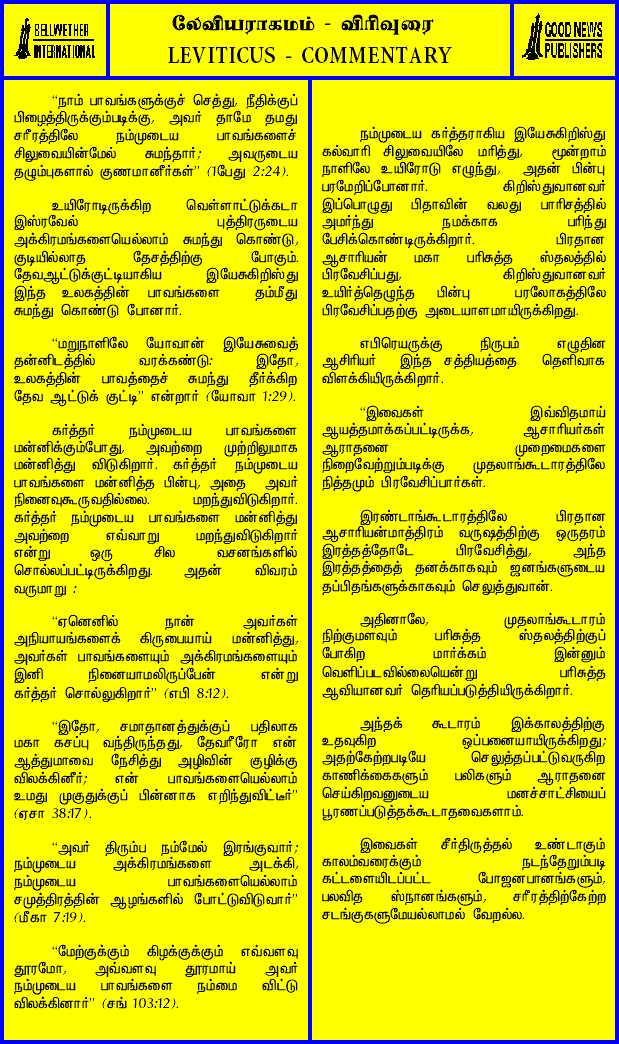 BELLWETHER
INTERNATIONAL
லேவியராகமம் - விரிவுரை
LEVITICUS - COMMENTARY
GOOD NEWS
PUBLISHERS
“நாம் பாவங்களுக்குச் செத்து, நீதிக்குப்
பிழைத்திருக்கும்படிக்கு, அவர் தாமே தமது
சரீரத்திலே நம்முடைய பாவங்களைச்
சிலுவையின்மேல் சுமந்தார்; அவருடைய
தழும்புகளால் குணமானீர்கள்” (1பேது 2:24).
உயிரோடிருக்கிற வெள்ளாட்டுக்கடா
இஸ்ரவேல் புத்திரருடைய
அக்கிரமங்களையெல்லாம் சுமந்து கொண்டு,
குடியில்லாத தேசத்திற்கு போகும்.
தேவஆட்டுக்குட்டியாகிய இயேசுகிறிஸ்து
இந்த உலகத்தின் பாவங்களை தம்மீது
சுமந்து கொண்டு போனார்.
“மறுநாளிலே யோவான் இயேசுவைத்
தன்னிடத்தில் வரக்கண்டு: இதோ,
உலகத்தின் பாவத்தைச் சுமந்து தீர்க்கிற
தேவ ஆட்டுக் குட்டி” என்றார் (யோவா 1:29).
கர்த்தர் நம்முடைய பாவங்களை
மன்னிக்கும்போது, அவற்றை முற்றிலுமாக
மன்னித்து விடுகிறார். கர்த்தர் நம்முடைய
பாவங்களை மன்னித்த பின்பு, அதை அவர்
நினைவுகூருவதில்லை. மறந்துவிடுகிறார்.
கர்த்தர் நம்முடைய பாவங்களை மன்னித்து
அவற்றை எவ்வாறு மறந்துவிடுகிறார்
என்று ஒரு சில வசனங்களில்
சொல்லப்பட்டிருக்கிறது. அதன் விவரம்
வருமாறு :
“ஏனெனில் நான் அவர்கள்
அநியாயங்களைக் கிருபையாய் மன்னித்து,
அவர்கள் பாவங்களையும் அக்கிரமங்களையும்
இனி நினையாமலிருப்பேன் என்று
கர்த்தர் சொல்லுகிறார்” (எபி 8:12).
“இதோ, சமாதானத்துக்குப் பதிலாக
மகா கசப்பு வந்திருந்தது, தேவரீரோ என்
ஆத்துமாவை நேசித்து அழிவின் குழிக்கு
விலக்கினீர்; என் பாவங்களையெல்லாம்
உமது முதுகுக்குப் பின்னாக எறிந்துவிட்டீர்”
(ஏசா 38:17).
“அவர் திரும்ப நம்மேல் இரங்குவார்;
நம்முடைய அக்கிரமங்களை அடக்கி,
நம்முடைய பாவங்களையெல்லாம்
சமுத்திரத்தின் ஆழங்களில் போட்டுவிடுவார்”
(மீகா 7:19).
“மேற்குக்கும் கிழக்குக்கும் எவ்வளவு
தூரமோ, அவ்வளவு தூரமாய் அவர்
நம்முடைய பாவங்களை நம்மை விட்டு
விலக்கினார்” (சங் 103:12).
நம்முடைய கர்த்தராகிய இயேசுகிறிஸ்து
கல்வாரி சிலுவையிலே மரித்து, மூன்றாம்
நாளிலே உயிரோடு எழுந்து, அதன் பின்பு
பரமேறிப்போனார். கிறிஸ்துவானவர்
இப்பொழுது பிதாவின் வலது பாரிசத்தில்
அமர்ந்து நமக்காக பரிந்து
பேசிக்கொண்டிருக்கிறார். பிரதான
ஆசாரியன் மகா பரிசுத்த ஸ்தலத்தில்
பிரவேசிப்பது, கிறிஸ்துவானவர்
உயிர்த்தெழுந்த பின்பு பரலோகத்திலே
பிரவேசிப்பதற்கு அடையாளமாயிருக்கிறது.
எபிரெயருக்கு நிருபம் எழுதின
ஆசிரியர் இந்த சத்தியத்தை தெளிவாக
விளக்கியிருக்கிறார்.
“இவைகள் இவ்விதமாய்
ஆயத்தமாக்கப்பட்டிருக்க, ஆசாரியர்கள்
ஆராதனை முறைமைகளை
நிறைவேற்றும்படிக்கு முதலாங்கூடாரத்திலே
நித்தமும் பிரவேசிப்பார்கள்.
இரண்டாங்கூடாரத்திலே பிரதான
ஆசாரியன்மாத்திரம் வருஷத்திற்கு ஒருதரம்
இரத்தத்தோடே பிரவேசித்து, அந்த
இரத்தத்தைத் தனக்காகவும் ஜனங்களுடைய
தப்பிதங்களுக்காகவும் செலுத்துவான்.
அதினாலே, முதலாங்கூடாரம்
நிற்குமளவும் பரிசுத்த ஸ்தலத்திற்குப்
போகிற மார்க்கம் இன்னும்
வெளிப்படவில்லையென்று பரிசுத்த
ஆவியானவர் தெரியப்படுத்தியிருக்கிறார்.
அந்தக் கூடாரம் இக்காலத்திற்கு
உதவுகிற ஒப்பனையாயிருக்கிறது;
அதற்கேற்றபடியே செலுத்தப்பட்டுவருகிற
காணிக்கைகளும் பலிகளும் ஆராதனை
செய்கிறவனுடைய மனச்சாட்சியைப்
பூரணப்படுத்தக்கூடாதவைகளாம்.
இவைகள் சீர்திருத்தல் உண்டாகும்
காலம்வரைக்கும் நடந்தேறும்படி
கட்டளையிடப்பட்ட போஜனபானங்களும்,
பலவித ஸ்நானங்களும், சரீரத்திற்கேற்ற
சடங்குகளுமேயல்லாமல் வேறல்ல.